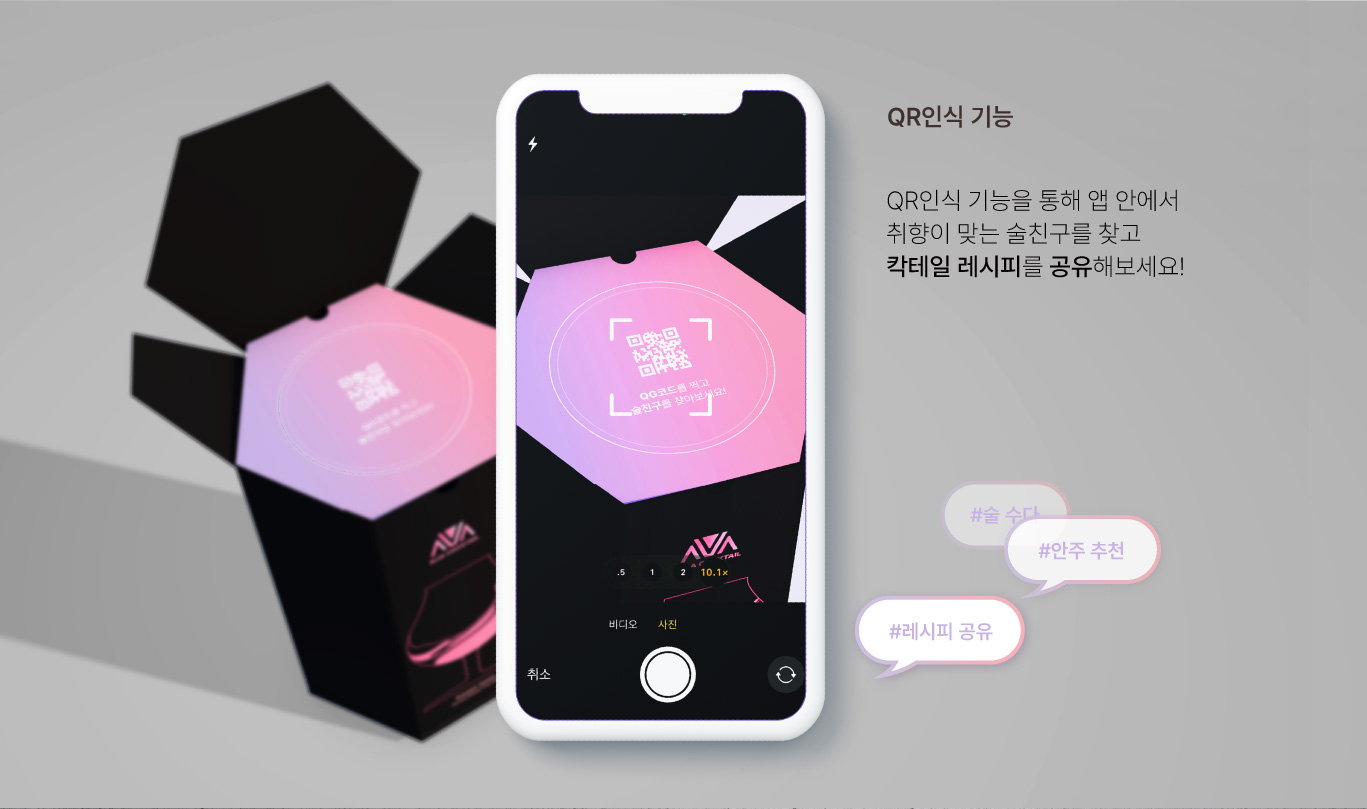 QR인식 기능
QR인식 기능을 통해 앱 안에서
취향이 맞는 술친구를 찾고
칵테일 레시피를 공유해보세요!
QG코드를 찍고
술친구를 찾아보세요!
AVA
.5 1 2 10.1×
비디오 사진
취소
#술 수다
#안주 추천
#레시피 공유
AVA